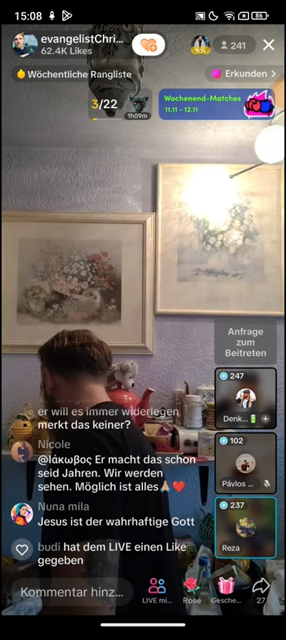 15:08
86
evangelistChri...
62.4K Likes
241
Wöchentliche Rangliste
Erkunden >
3/22
1h09m
Wochenend-Matches
11.11 - 12.11
Anfrage
zum
Beitreten
247
Denk...
102
Pávlos ...
237
Reza
er will es immer widerlegen
merkt das keiner?
Nicole
@Ιάκωβος Er macht das schon
seid Jahren. Wir werden
sehen. Möglich ist alles🙏❤️
Nuna mila
Jesus ist der wahrhaftige Gott
budi hat dem LIVE einen Like
gegeben
Kommentar hinz...
LIVE mi...
Rose
Gesche...
27